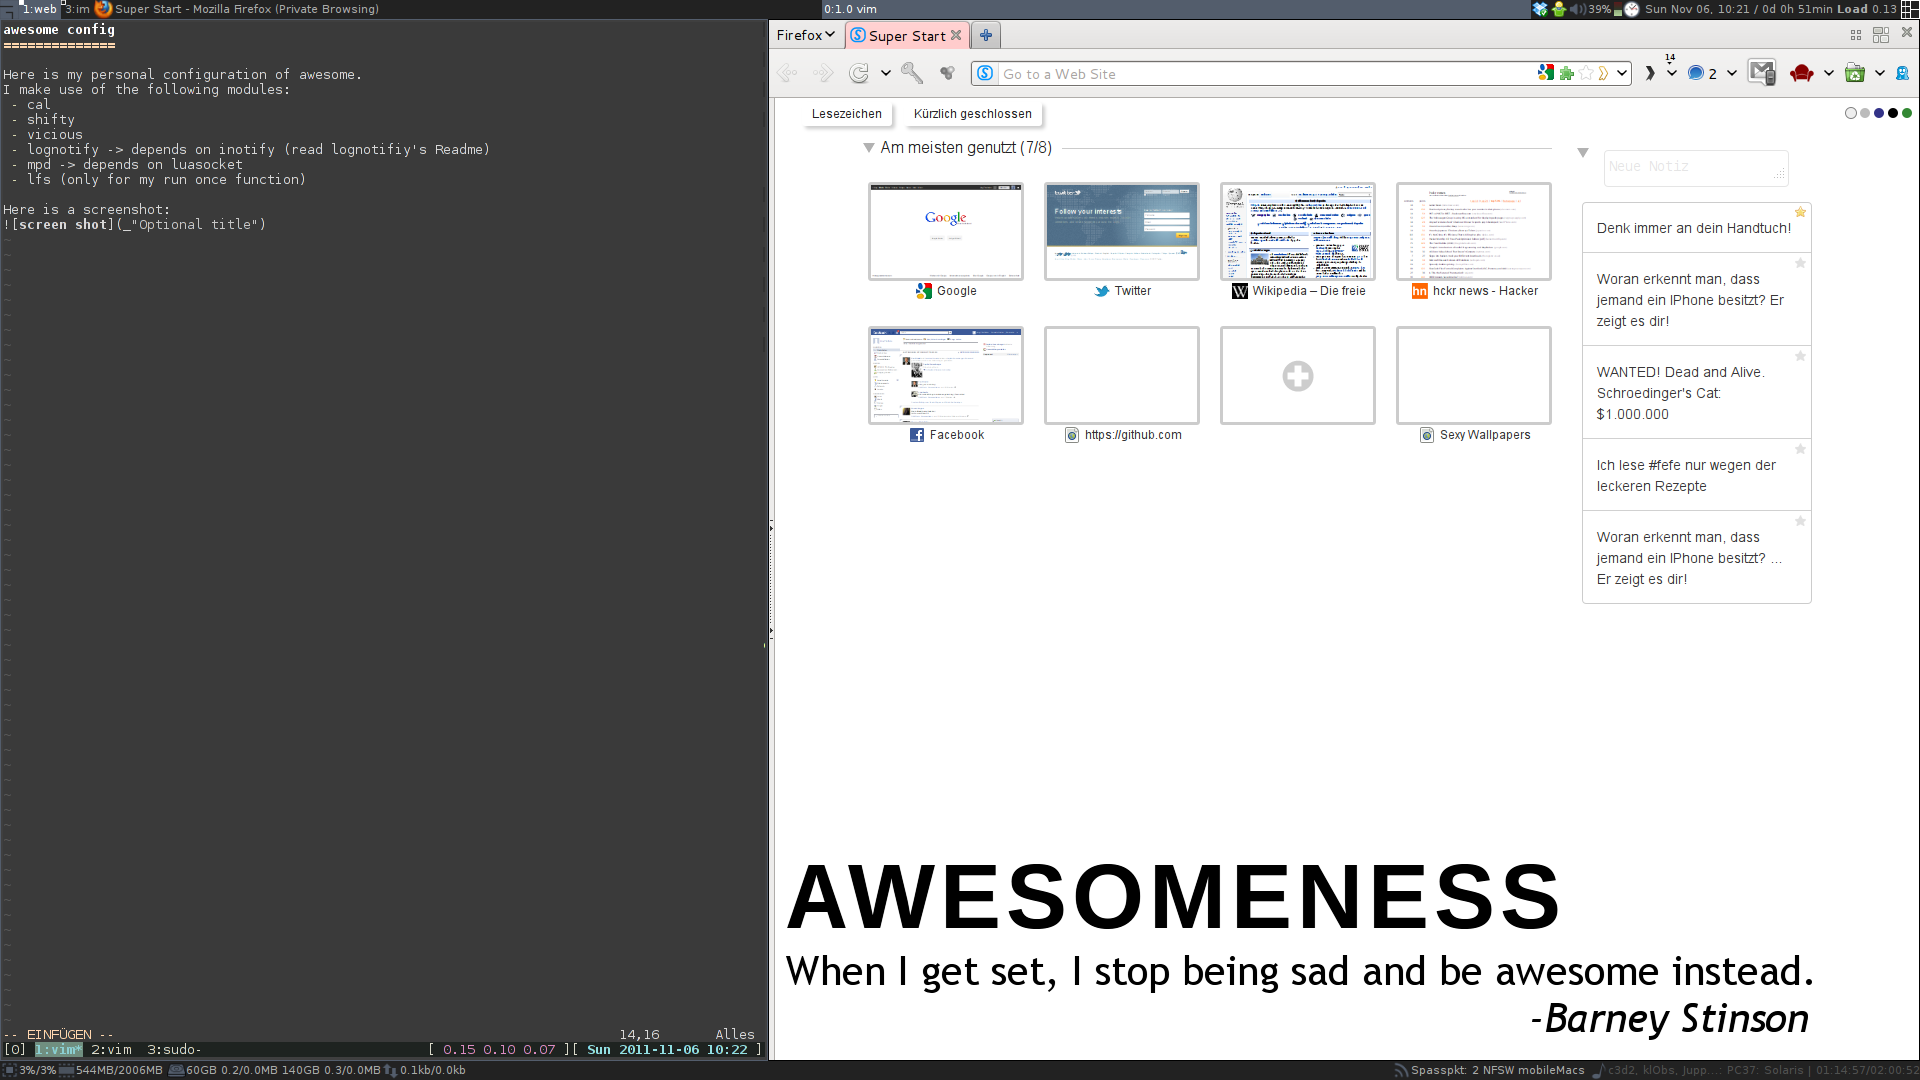 1:web 3:im Super Start - Mozilla Firefox (Private Browsing)
0:1.0 vim
39% Sun Nov 06, 10:21 / 0d 0h 51min Load 0.13
awesome config
==============
Here is my personal configuration of awesome.
I make use of the following modules:
- cal
- shifty
- vicious
- lognotify -> depends on inotify (read lognotifiy's Readme)
- mpd -> depends on luasocket
- lfs (only for my run once function)
Here is a screenshot:
![screen shot](_"Optional title")
-- EINFÜGEN -- 14,16 Alles
[0] 1:vim* 2:vim 3:sudo- [ 0.15 0.10 0.07 ][ Sun 2011-11-06 10:22 ]
Firefox Super Start
Go to a Web Site
14
2
Lesezeichen Kürzlich geschlossen
Am meisten genutzt (7/8)
Google
Follow your interests
Google Twitter Wikipedia – Die freie hckr news - Hacker
Facebook https://github.com Sexy Wallpapers
Neue Notiz
Denk immer an dein Handtuch!
Woran erkennt man, dass
jemand ein IPhone besitzt? Er
zeigt es dir!
WANTED! Dead and Alive.
Schroedinger's Cat:
$1.000.000
Ich lese #fefe nur wegen der
leckeren Rezepte
Woran erkennt man, dass
jemand ein IPhone besitzt? ...
Er zeigt es dir!
AWESOMENESS
When I get set, I stop being sad and be awesome instead.
-Barney Stinson
3%/3% 544MB/2006MB 60GB 0.2/0.0MB 140GB 0.3/0.0MB 0.1kb/0.0kb
Spasspkt: 2 NFSW mobileMacs c3d2, klObs, Jupp...: PC37: Solaris | 01:14:57/02:00:52